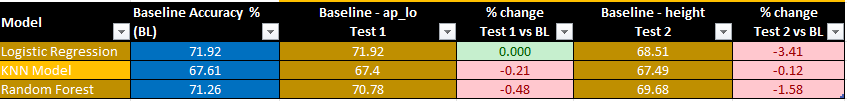 Model Baseline Accuracy % (BL) Baseline - ap_lo Test 1 % change Test 1 vs BL Baseline - height Test 2 % change Test 2 vs BL
Logistic Regression 71.92 71.92 0.000 68.51 -3.41
KNN Model 67.61 67.4 -0.21 67.49 -0.12
Random Forest 71.26 70.78 -0.48 69.68 -1.58